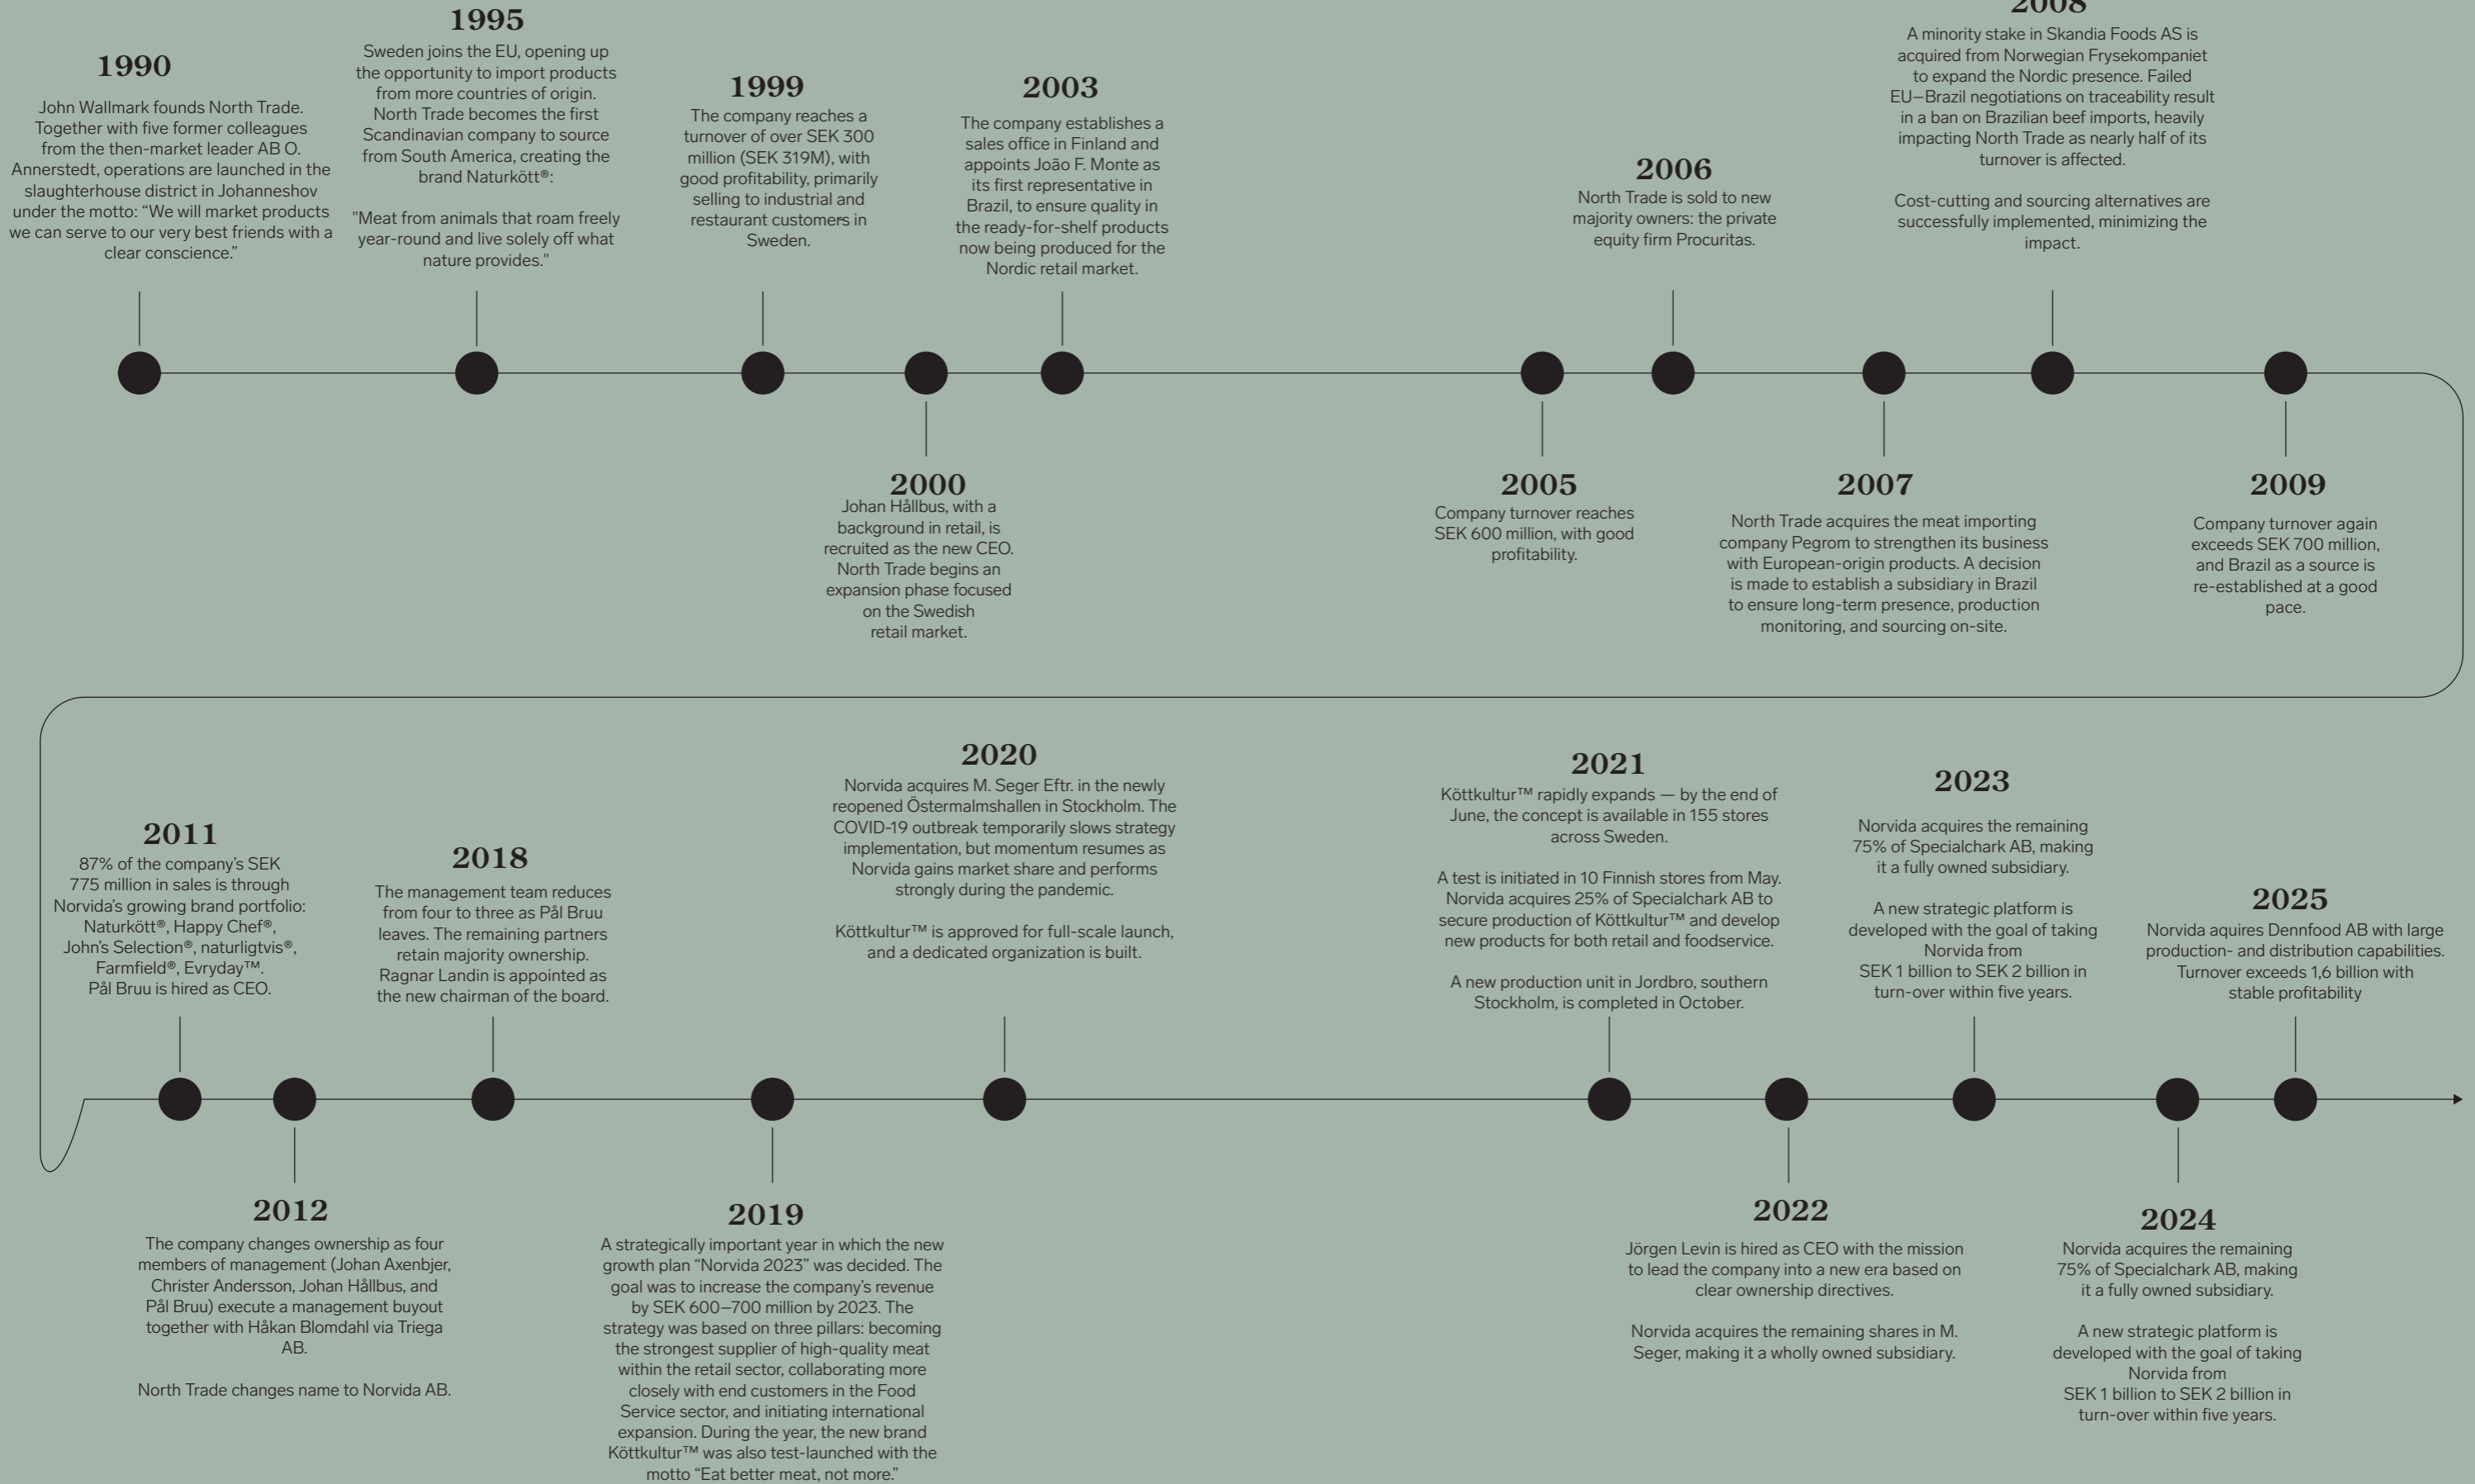 1990
John Wallmark founds North Trade.
Together with five former colleagues
from the then-market leader AB O.
Annerstedt, operations are launched in the
slaughterhouse district in Johanneshov
under the motto: “We will market products
we can serve to our very best friends with a
clear conscience.”
1995
Sweden joins the EU, opening up
the opportunity to import products
from more countries of origin.
North Trade becomes the first
Scandinavian company to source
from South America, creating the
brand Naturkött®:
"Meat from animals that roam freely
year-round and live solely off what
nature provides."
1999
The company reaches a
turnover of over SEK 300
million (SEK 319M), with
good profitability, primarily
selling to industrial and
restaurant customers in
Sweden.
2000
Johan Hållbus, with a
background in retail, is
recruited as the new CEO.
North Trade begins an
expansion phase focused
on the Swedish
retail market.
2003
The company establishes a
sales office in Finland and
appoints João F. Monte as
its first representative in
Brazil, to ensure quality in
the ready-for-shelf products
now being produced for the
Nordic retail market.
2005
Company turnover reaches
SEK 600 million, with good
profitability.
2006
North Trade is sold to new
majority owners: the private
equity firm Procuritas.
2007
North Trade acquires the meat importing
company Pegrom to strengthen its business
with European-origin products. A decision
is made to establish a subsidiary in Brazil
to ensure long-term presence, production
monitoring, and sourcing on-site.
2008
A minority stake in Skandia Foods AS is
acquired from Norwegian Frysekompaniet
to expand the Nordic presence. Failed
EU–Brazil negotiations on traceability result
in a ban on Brazilian beef imports, heavily
impacting North Trade as nearly half of its
turnover is affected.
Cost-cutting and sourcing alternatives are
successfully implemented, minimizing the
impact.
2009
Company turnover again
exceeds SEK 700 million,
and Brazil as a source is
re-established at a good
pace.
2011
87% of the company’s SEK
775 million in sales is through
Norvida’s growing brand portfolio:
Naturkött®, Happy Chef®,
John’s Selection®, naturligtvis®,
Farmfield®, Evryday™.
Pål Bruu is hired as CEO.
2012
The company changes ownership as four
members of management (Johan Axenbjer,
Christer Andersson, Johan Hållbus, and
Pål Bruu) execute a management buyout
together with Håkan Blomdahl via Triega
AB.
North Trade changes name to Norvida AB.
2018
The management team reduces
from four to three as Pål Bruu
leaves. The remaining partners
retain majority ownership.
Ragnar Landin is appointed as
the new chairman of the board.
2019
A strategically important year in which the new
growth plan “Norvida 2023” was decided. The
goal was to increase the company’s revenue
by SEK 600–700 million by 2023. The
strategy was based on three pillars: becoming
the strongest supplier of high-quality meat
within the retail sector, collaborating more
closely with end customers in the Food
Service sector, and initiating international
expansion. During the year, the new brand
Köttkultur™ was also test-launched with the
motto “Eat better meat, not more.”
2020
Norvida acquires M. Seger Eftr. in the newly
reopened Östermalmshallen in Stockholm. The
COVID-19 outbreak temporarily slows strategy
implementation, but momentum resumes as
Norvida gains market share and performs
strongly during the pandemic.
Köttkultur™ is approved for full-scale launch,
and a dedicated organization is built.
2021
Köttkultur™ rapidly expands — by the end of
June, the concept is available in 155 stores
across Sweden.
A test is initiated in 10 Finnish stores from May.
Norvida acquires 25% of Specialchark AB to
secure production of Köttkultur™ and develop
new products for both retail and foodservice.
A new production unit in Jordbro, southern
Stockholm, is completed in October.
2022
Jörgen Levin is hired as CEO with the mission
to lead the company into a new era based on
clear ownership directives.
Norvida acquires the remaining shares in M.
Seger, making it a wholly owned subsidiary.
2023
Norvida acquires the remaining
75% of Specialchark AB, making
it a fully owned subsidiary.
A new strategic platform is
developed with the goal of taking
Norvida from
SEK 1 billion to SEK 2 billion in
turn-over within five years.
2024
Norvida acquires the remaining
75% of Specialchark AB, making
it a fully owned subsidiary.
A new strategic platform is
developed with the goal of taking
Norvida from
SEK 1 billion to SEK 2 billion in
turn-over within five years.
2025
Norvida aquires Dennfood AB with large
production- and distribution capabilities.
Turnover exceeds 1,6 billion with
stable profitability